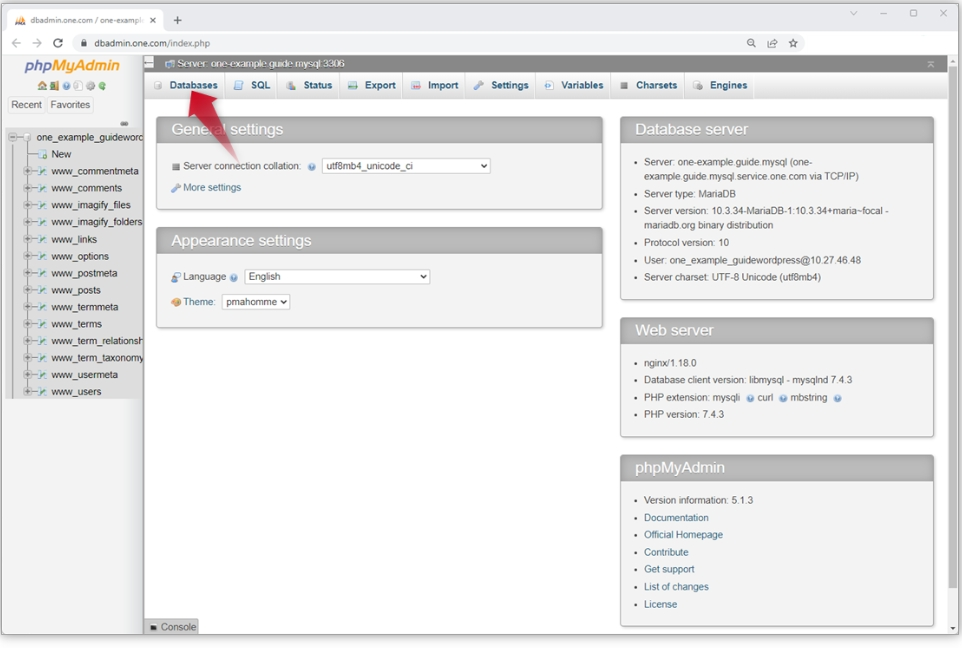 dbadmin.one.com / one-exampl
dbadmin.one.com/index.php
phpMyAdmin
Recent Favorites
one_example_guideword
New
www_commentmeta
www_comments
www_imagify_files
www_imagify_folders
www_links
www_options
www_postmeta
www_posts
www_termmeta
www_terms
www_term_relationsh
www_term_taxonomy
www_usermeta
www_users
Server: one-example.guide.mysql:3306
Databases SQL Status Export Import Settings Variables Charsets Engines
General settings
Server connection collation: utf8mb4_unicode_ci
More settings
Appearance settings
Language English
Theme: pmahomme
Database server
• Server: one-example.guide.mysql (one-
example.guide.mysql.service.one.com via TCP/IP)
• Server type: MariaDB
• Server version: 10.3.34-MariaDB-1:10.3.34+maria~focal -
mariadb.org binary distribution
• Protocol version: 10
• User: one_example_guidewordpress@10.27.46.48
• Server charset: UTF-8 Unicode (utf8mb4)
Web server
• nginx/1.18.0
• Database client version: libmysql - mysqlnd 7.4.3
• PHP extension: mysqli curl mbstring
• PHP version: 7.4.3
phpMyAdmin
• Version information: 5.1.3
• Documentation
• Official Homepage
• Contribute
• Get support
• List of changes
• License
Console